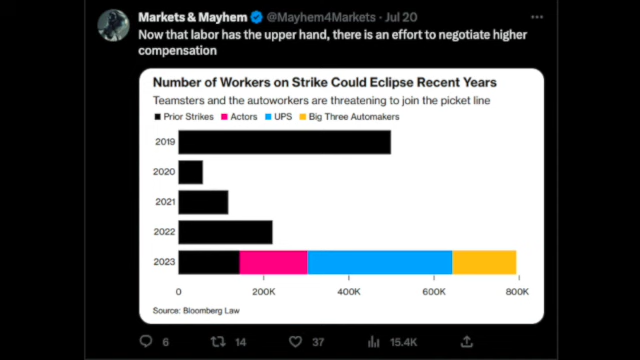 Markets & Mayhem @Mayhem4Markets · Jul 20
Now that labor has the upper hand, there is an effort to negotiate higher
compensation
Number of Workers on Strike Could Eclipse Recent Years
Teamsters and the autoworkers are threatening to join the picket line
Prior Strikes Actors UPS Big Three Automakers
2019
2020
2021
2022
2023
0 200K 400K 600K 800K
Source: Bloomberg Law
6 14 37 15.4K